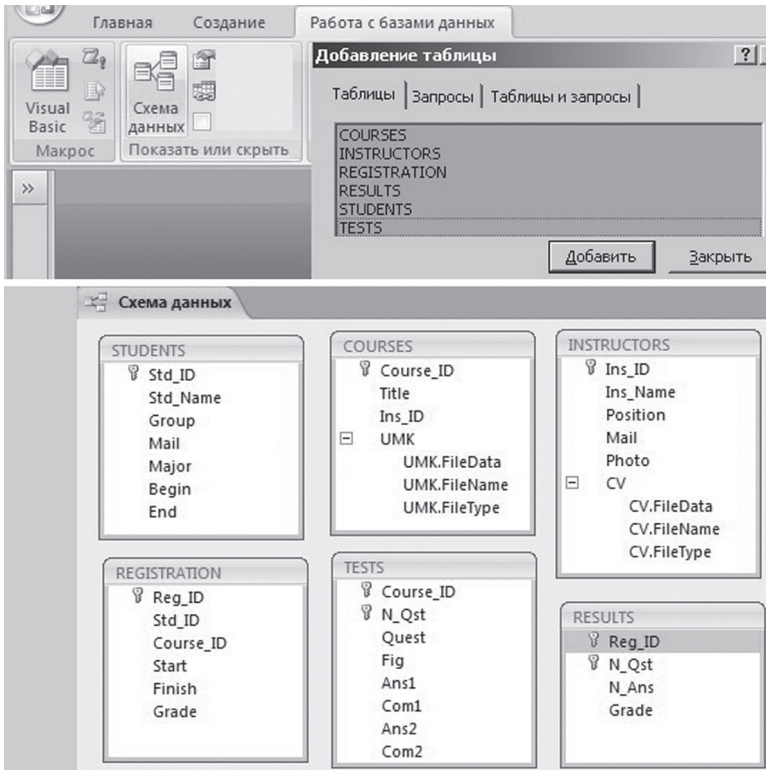 Главная Создание Работа с базами данных
Visual Basic
Макрос
Схема данных
Показать или скрыть
Добавление таблицы ?
Таблицы Запросы Таблицы и запросы
COURSES
INSTRUCTORS
REGISTRATION
RESULTS
STUDENTS
TESTS
Добавить Закрыть
»
Схема данных
STUDENTS
Std_ID
Std_Name
Group
Mail
Major
Begin
End
COURSES
Course_ID
Title
Ins_ID
UMK
UMK.FileData
UMK.FileName
UMK.FileType
INSTRUCTORS
Ins_ID
Ins_Name
Position
Mail
Photo
CV
CV.FileData
CV.FileName
CV.FileType
REGISTRATION
Reg_ID
Std_ID
Course_ID
Start
Finish
Grade
TESTS
Course_ID
N_Qst
Quest
Fig
Ans1
Com1
Ans2
Com2
RESULTS
Reg_ID
N_Qst
N_Ans
Grade